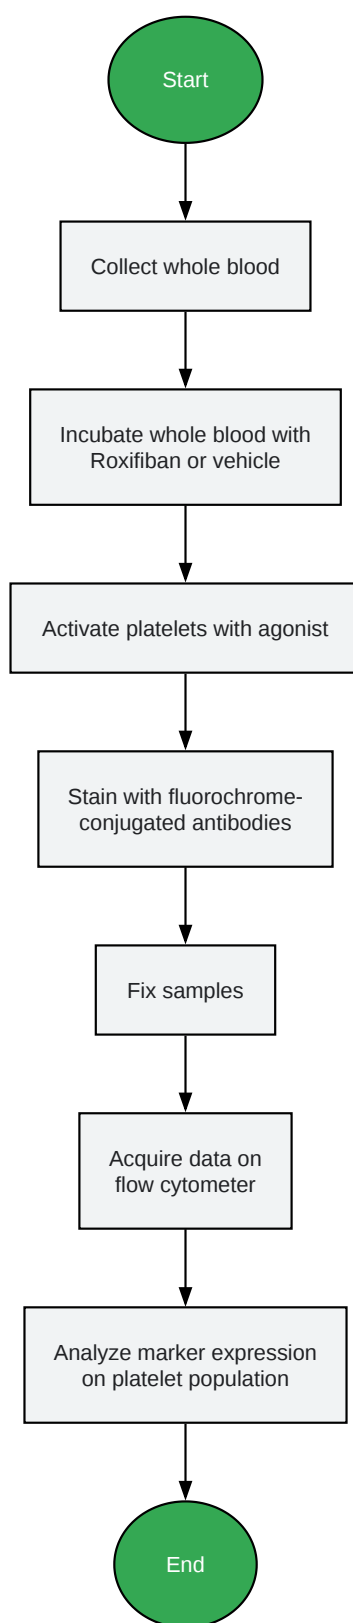 Start
Collect whole blood
Incubate whole blood with
Roxifiban or vehicle
Activate platelets with agonist
Stain with fluorochrome-
conjugated antibodies
Fix samples
Acquire data on
flow cytometer
Analyze marker expression
on platelet population
End